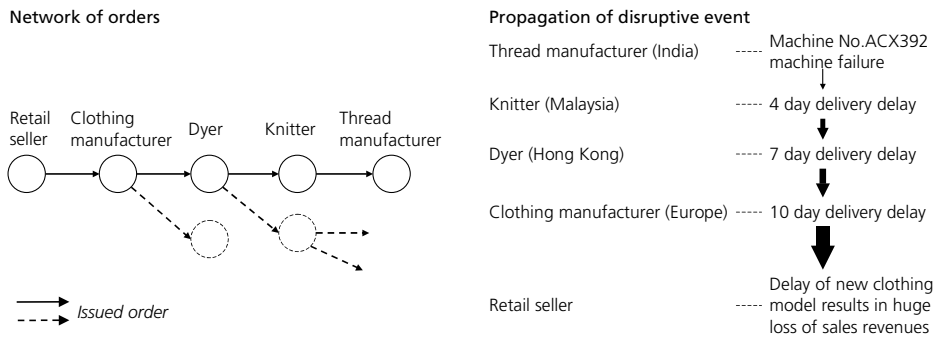 Network of orders
Retail
seller
Clothing
manufacturer
Dyer
Knitter
Thread
manufacturer
Issued order
Propagation of disruptive event
Thread manufacturer (India)
Machine No.ACX392
machine failure
Knitter (Malaysia)
4 day delivery delay
Dyer (Hong Kong)
7 day delivery delay
Clothing manufacturer (Europe)
10 day delivery delay
Retail seller
Delay of new clothing
model results in huge
loss of sales revenues